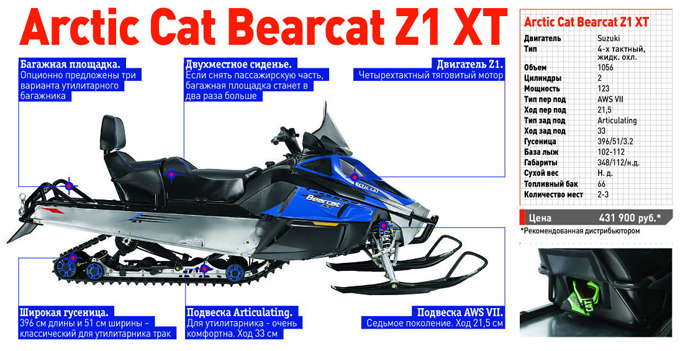 Arctic Cat Bearcat Z1 XT
Багажная площадка.
Опционно предложены три
варианта утилитарного
багажника
Двухместное сиденье.
Если снять пассажирскую часть,
багажная площадка станет в
два раза больше
Двигатель Z1.
Четырехтактный тяговитый мотор
ARCTIC CAT
Bearcat
Широкая гусеница.
396 см длины и 51 см ширины –
классический для утилитарника трак
Подвеска Articulating.
Для утилитарника - очень
комфортна. Ход 33 см
Подвеска AWS VII.
Седьмое поколение. Ход 21,5 см
Arctic Cat Bearcat Z1 XT
Двигатель Suzuki
Тип 4-х тактный,
жидк. охл.
Объем 1056
Цилиндры 2
Мощность 123
Тип пер под AWS VII
Ход пер под 21,5
Тип зад под Articulating
Ход зад под 33
Гусеница 396/51/3.2
База лыж 102-112
Габариты 348/112/н.д.
Сухой вес Н. д.
Топливный бак 66
Количество мест 2-3
Цена 431 900 руб.*
*Рекомендованная дистрибьютором